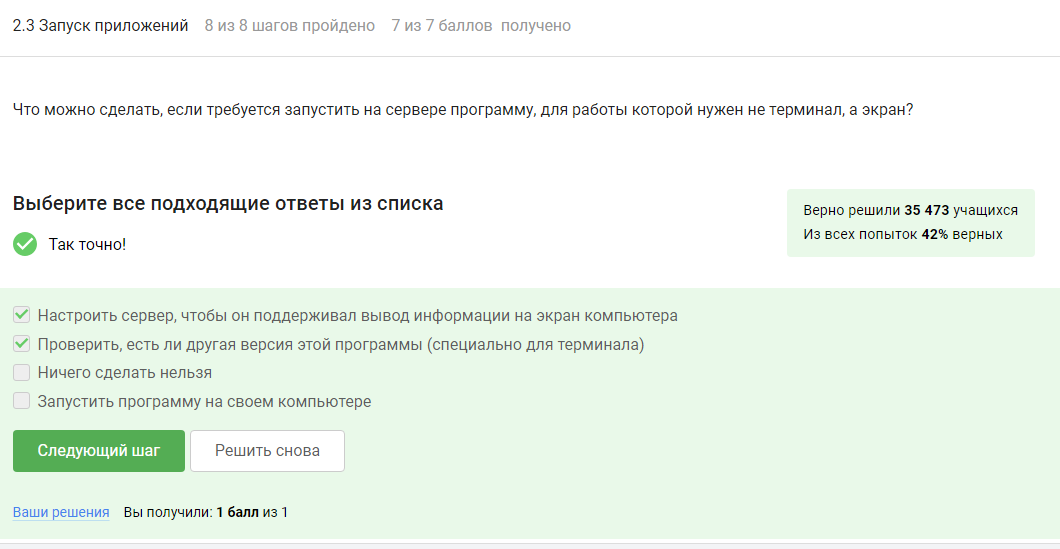 2.3 Запуск приложений 8 из 8 шагов пройдено 7 из 7 баллов получено
Что можно сделать, если требуется запустить на сервере программу, для работы которой нужен не терминал, а экран?
Выберите все подходящие ответы из списка
Так точно!
Верно решили 35 473 учащихся
Из всех попыток 42% верных
Настроить сервер, чтобы он поддерживал вывод информации на экран компьютера
Проверить, есть ли другая версия этой программы (специально для терминала)
Ничего сделать нельзя
Запустить программу на своем компьютере
Следующий шаг Решить снова
Ваши решения Вы получили: 1 балл из 1